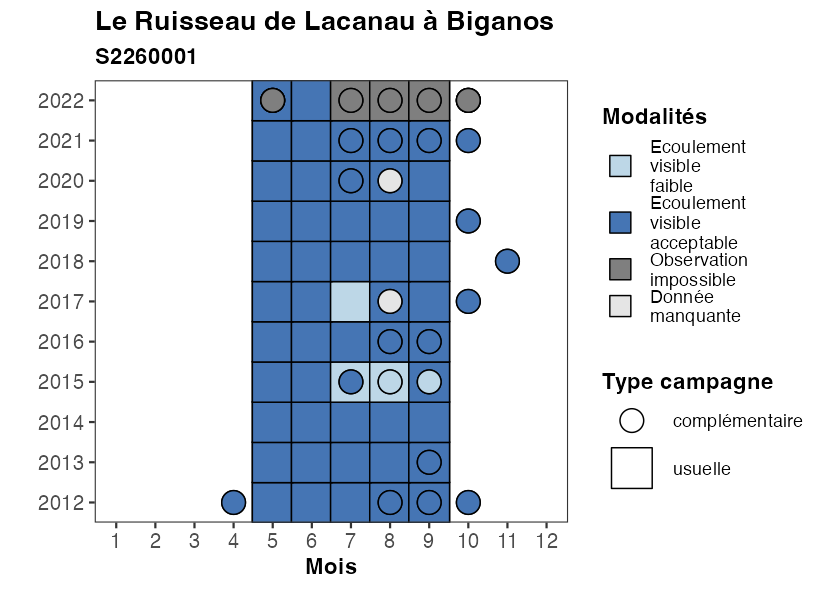 Le Ruisseau de Lacanau à Biganos
S2260001
2022
2021
2020
2019
2018
2017
2016
2015
2014
2013
2012
1 2 3 4 5 6 7 8 9 10 11 12
Mois
Modalités
Ecoulement
visible
faible
Ecoulement
visible
acceptable
Observation
impossible
Donnée
manquante
Type campagne
complémentaire
usuelle